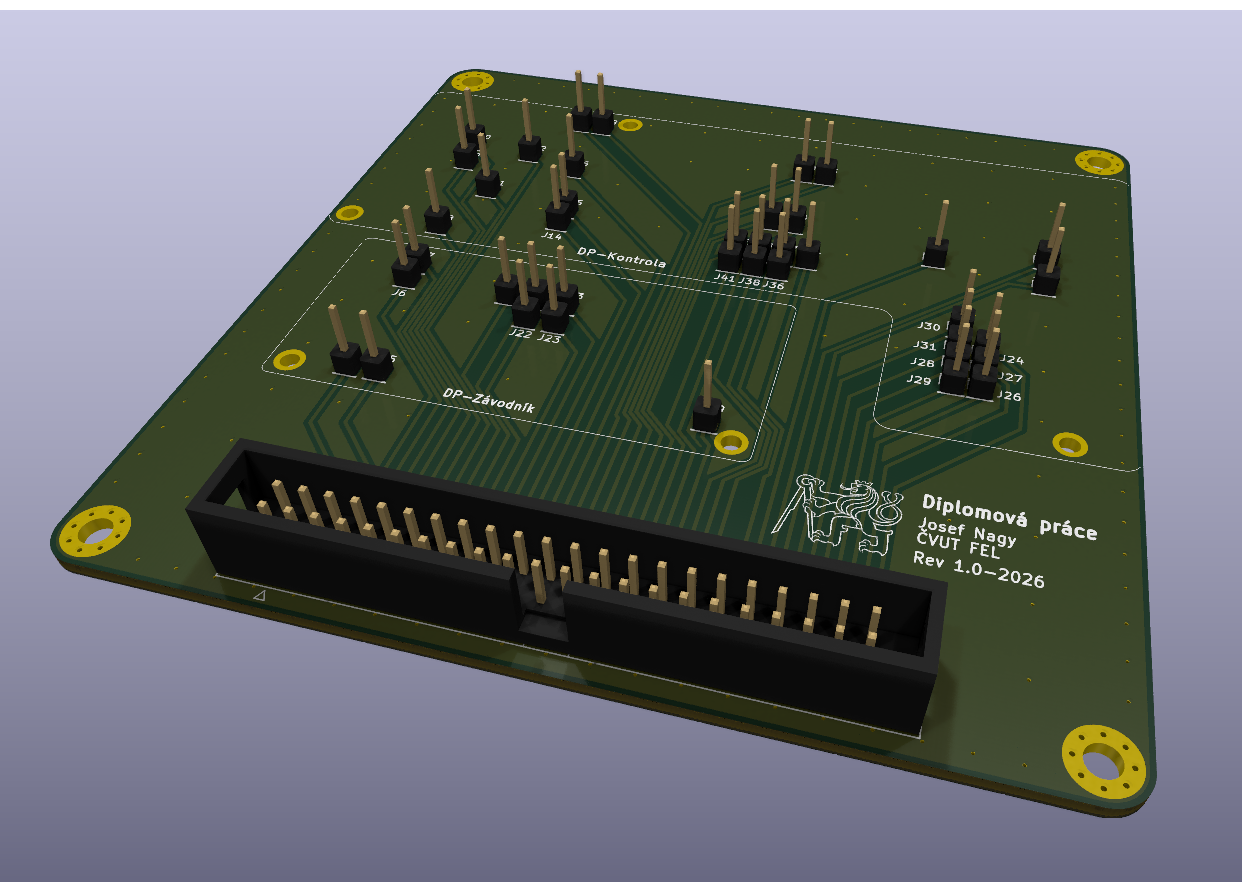 J14
DP-Kontrola
J41 J38 J36
J6
J22 J23
J30
J31
J28
J29
J24
J27
J26
DP-Závodník
Diplomová práce
Josef Nagy
ČVUT FEL
Rev 1.0-2026